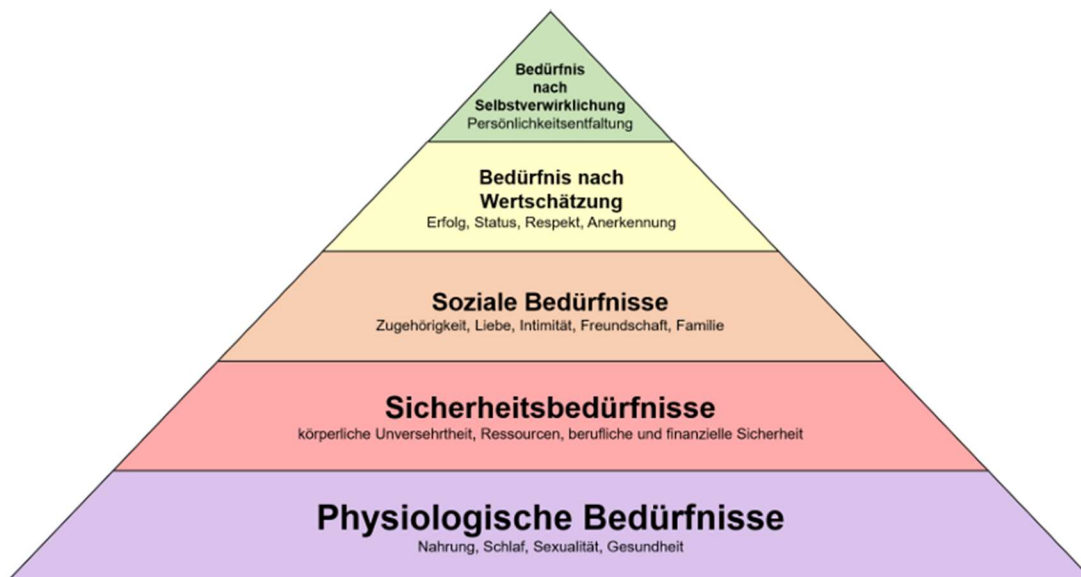 Bedürfnis
nach
Selbstverwirklichung
Persönlichkeitsentfaltung
Bedürfnis nach
Wertschätzung
Erfolg, Status, Respekt, Anerkennung
Soziale Bedürfnisse
Zugehörigkeit, Liebe, Intimität, Freundschaft, Familie
Sicherheitsbedürfnisse
körperliche Unversehrtheit, Ressourcen, berufliche und finanzielle Sicherheit
Physiologische Bedürfnisse
Nahrung, Schlaf, Sexualität, Gesundheit